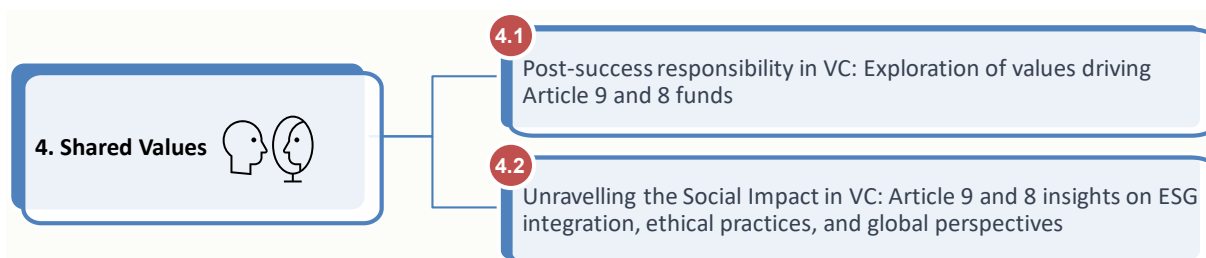 4. Shared Values
4.1
Post-success responsibility in VC: Exploration of values driving
Article 9 and 8 funds
4.2
Unravelling the Social Impact in VC: Article 9 and 8 insights on ESG
integration, ethical practices, and global perspectives